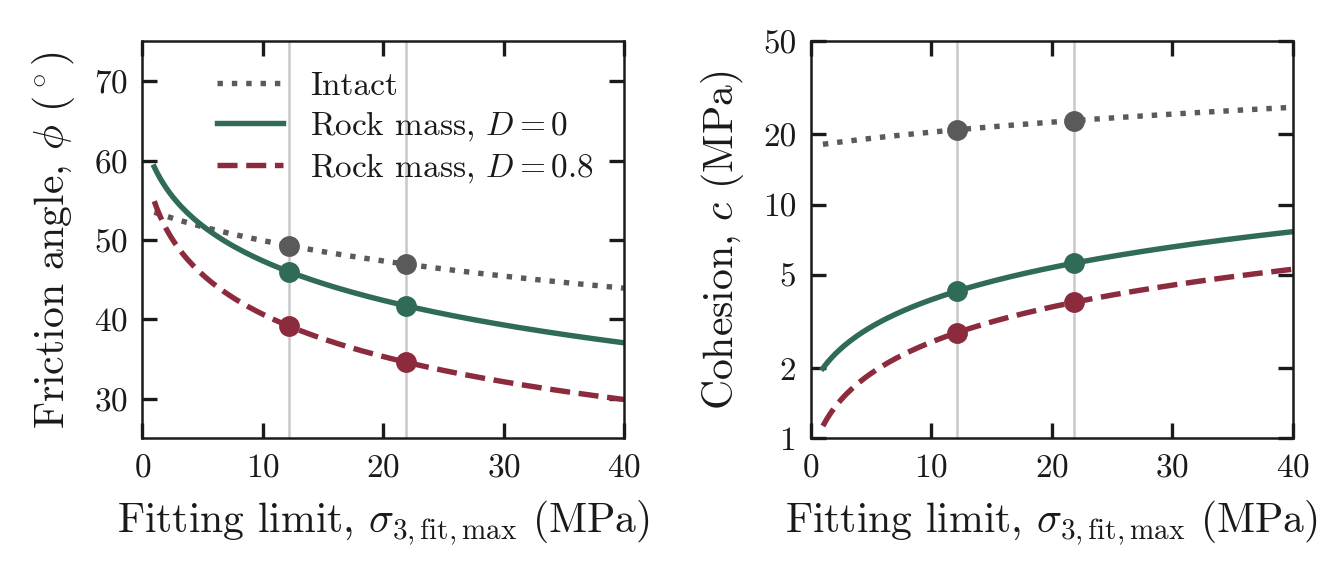 Friction angle, ϕ (°)
70
60
50
40
30
Intact
Rock mass, D = 0
Rock mass, D = 0.8
0 10 20 30 40
Fitting limit, σ3, fit, max (MPa)
Cohesion, c (MPa)
50
20
10
5
2
1
0 10 20 30 40
Fitting limit, σ3, fit, max (MPa)